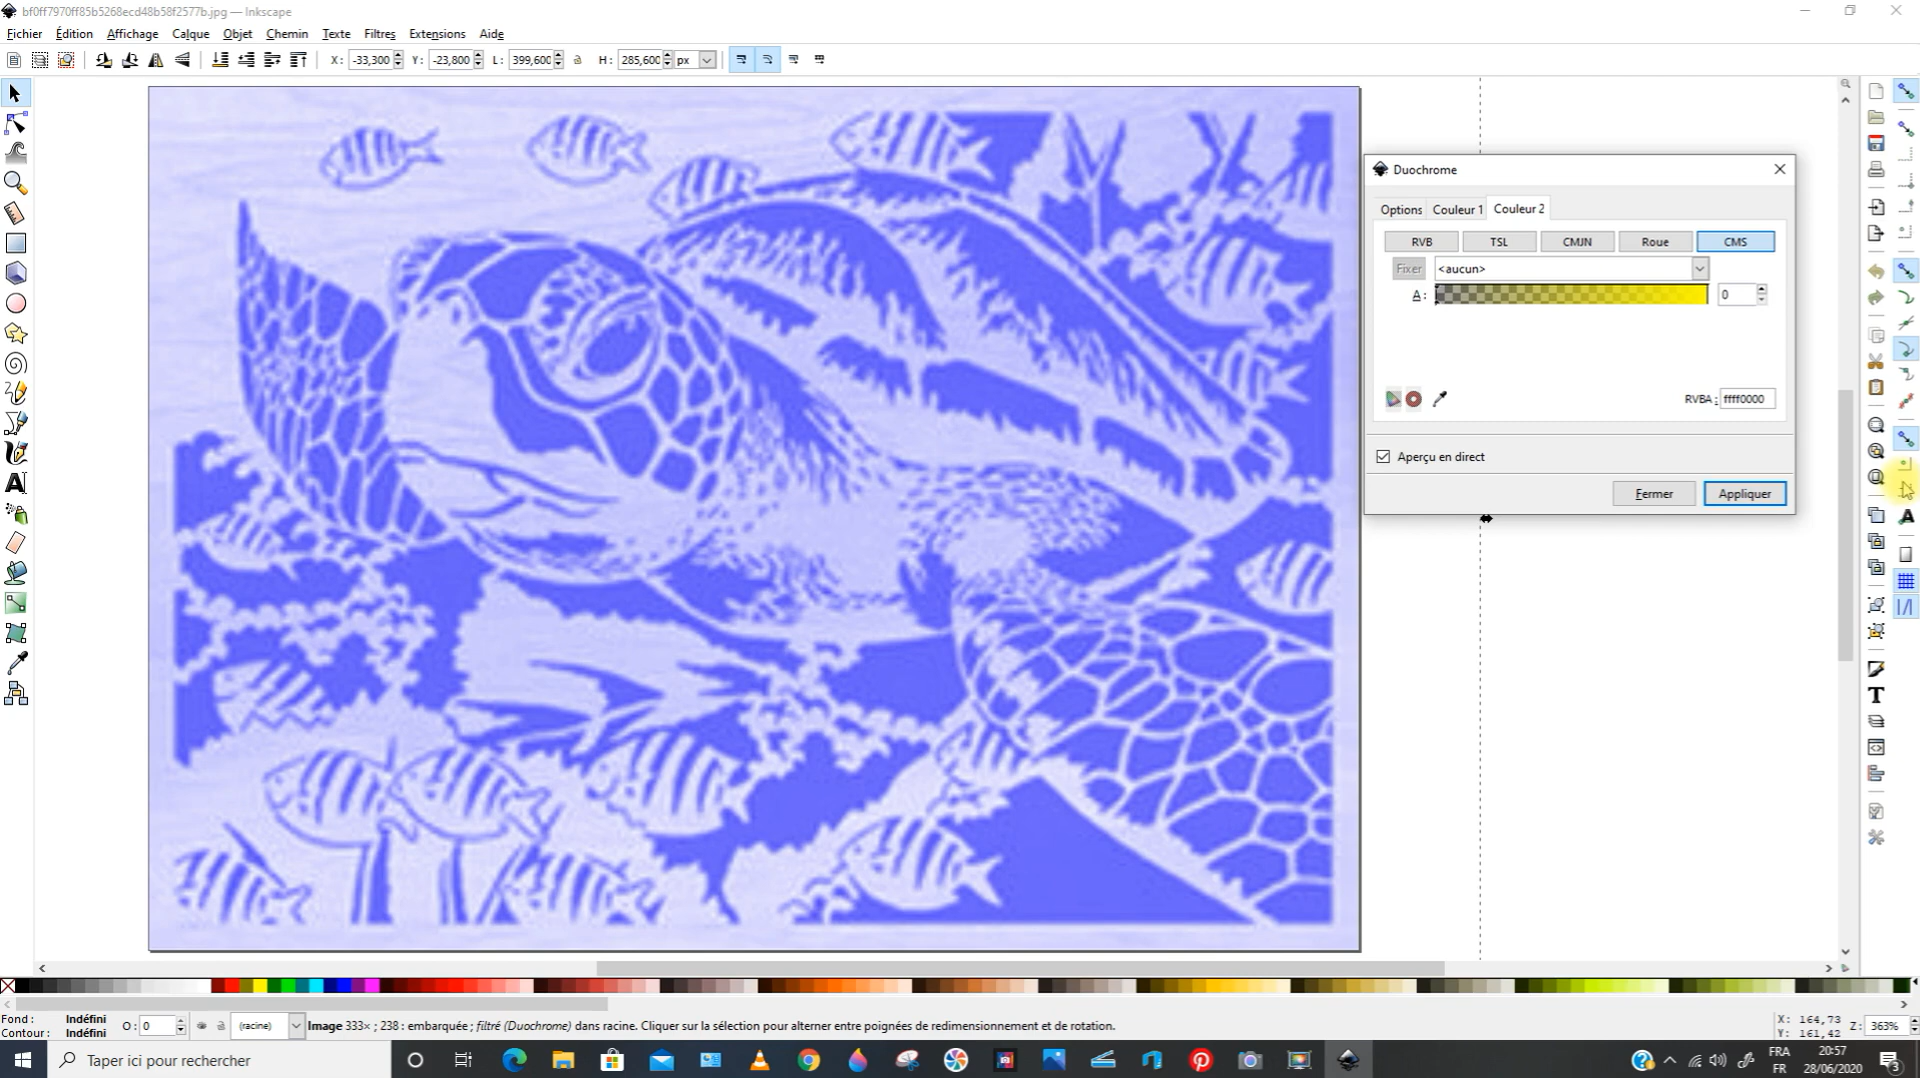 bf0ff7970ff85b5268ecd48b58f2577b.jpg — Inkscape
Fichier Édition Affichage Calque Objet Chemin Texte Filtres Extensions Aide
X: -33,300 Y: -23,800 L: 399,600 H: 285,600 px
Duochrome
Options Couleur 1 Couleur 2
RVB TSL CMJN Roue CMS
Fixer <aucun>
A: 0
RVBA : ffff0000
Aperçu en direct
Fermer Appliquer
Fond : Indéfini
Contour : Indéfini
O: 0
(racine)
Image 333× ; 238 : embarquée ; filtré (Duochrome) dans racine. Cliquer sur la sélection pour alterner entre poignées de redimensionnement et de rotation.
X: 164,73
Y: 161,42
Z: 363%
Taper ici pour rechercher
FRA
FR
20:57
28/06/2020
3